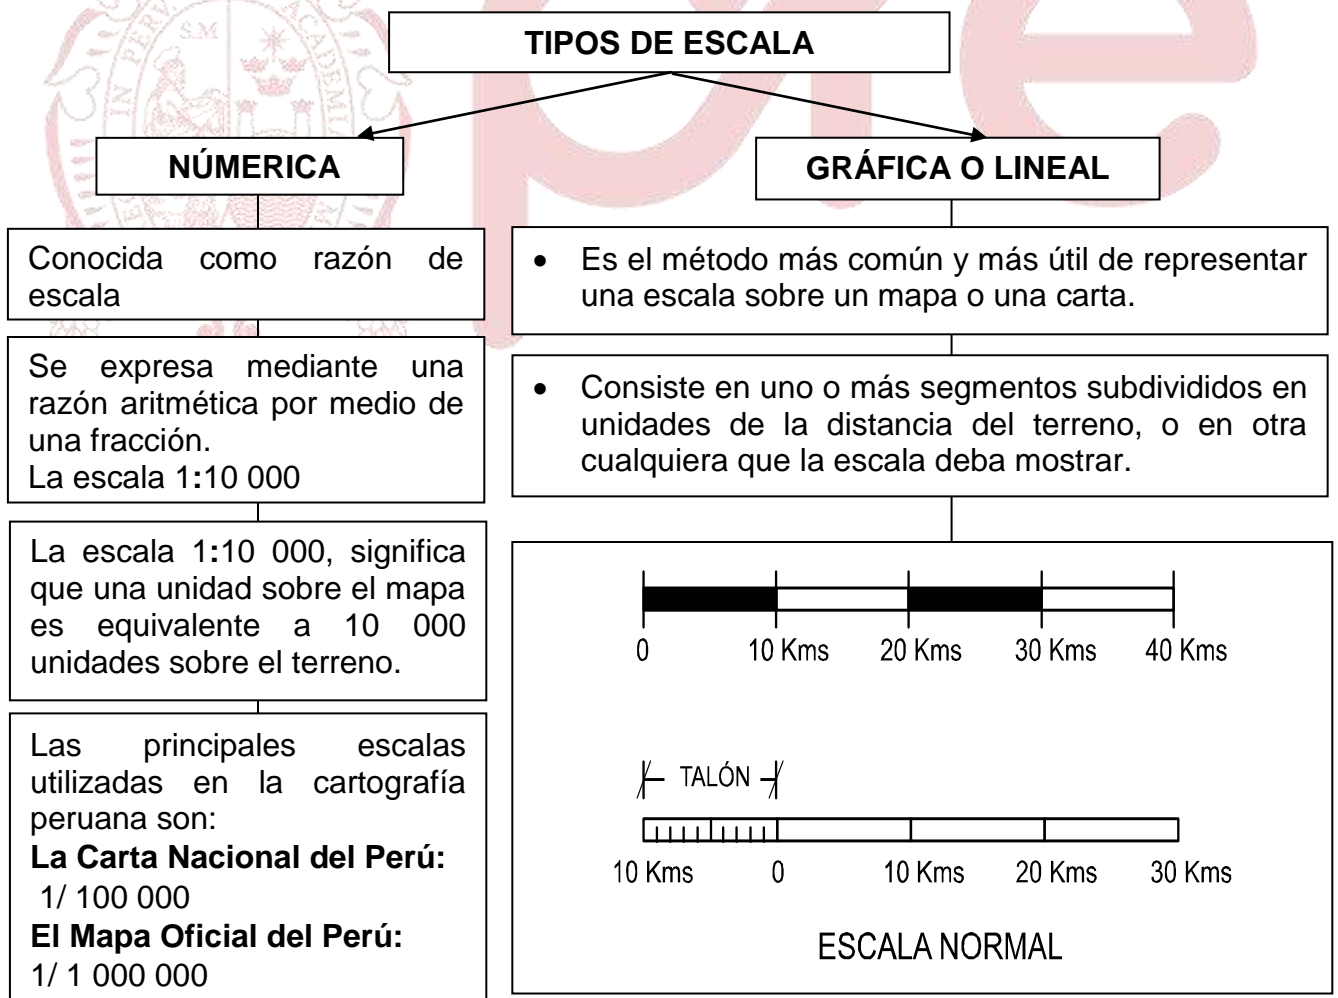 TIPOS DE ESCALA
NÚMERICA
Conocida como razón de
escala
Se expresa mediante una
razón aritmética por medio de
una fracción.
La escala 1:10 000
La escala 1:10 000, significa
que una unidad sobre el mapa
es equivalente a 10 000
unidades sobre el terreno.
Las principales escalas
utilizadas en la cartografía
peruana son:
La Carta Nacional del Perú:
1/ 100 000
El Mapa Oficial del Perú:
1/ 1 000 000
GRÁFICA O LINEAL
• Es el método más común y más útil de representar
una escala sobre un mapa o una carta.
• Consiste en uno o más segmentos subdivididos en
unidades de la distancia del terreno, o en otra
cualquiera que la escala deba mostrar.
0 10 Kms 20 Kms 30 Kms 40 Kms
TALÓN
10 Kms 0 10 Kms 20 Kms 30 Kms
ESCALA NORMAL
pre
S.M